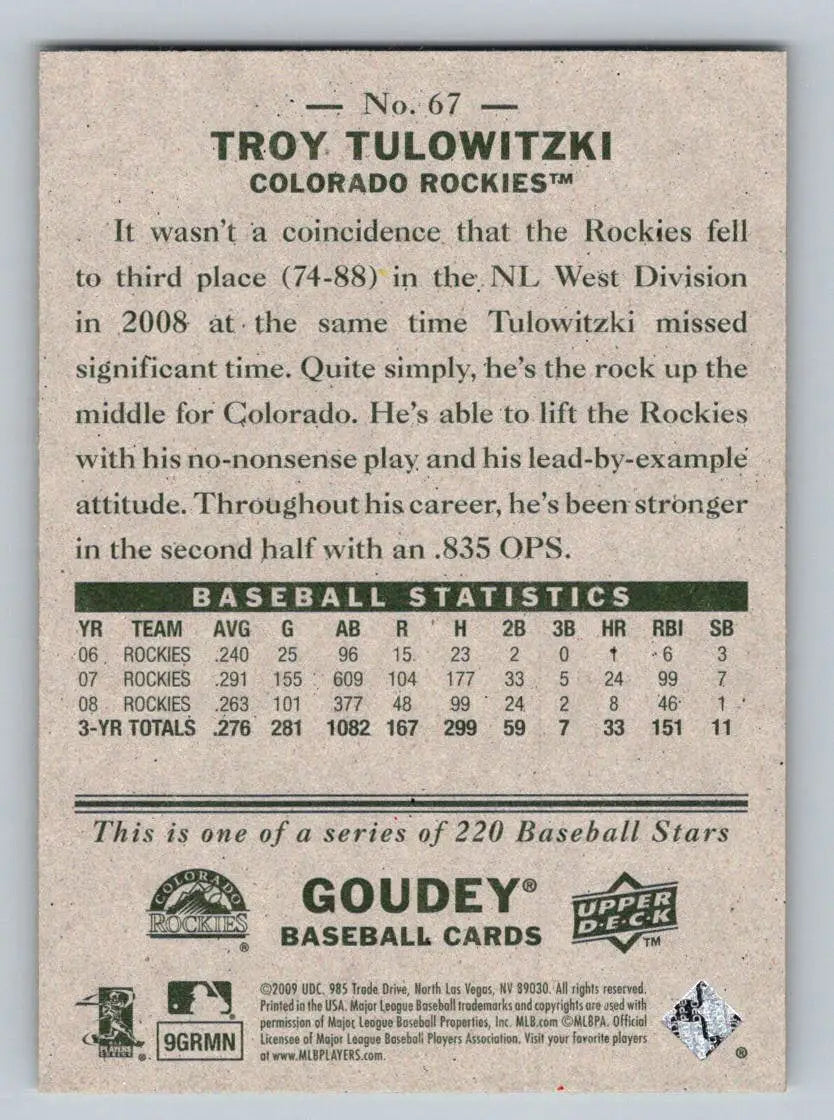 — No. 67 —
TROY TULOWITZKI
COLORADO ROCKIES™
It wasn't a coincidence that the Rockies fell
to third place (74-88) in the NL West Division
in 2008 at the same time Tulowitzki missed
significant time. Quite simply, he's the rock up the
middle for Colorado. He's able to lift the Rockies
with his no-nonsense play and his lead-by-example
attitude. Throughout his career, he's been stronger
in the second half with an .835 OPS.
BASEBALL STATISTICS
YR TEAM AVG G AB R H 2B 3B HR RBI SB
06 ROCKIES .240 25 96 15 23 2 0 1 6 3
07 ROCKIES .291 155 609 104 177 33 5 24 99 7
08 ROCKIES .263 101 377 48 99 24 2 8 46 1
3-YR TOTALS .276 281 1082 167 299 59 7 33 151 11
This is one of a series of 220 Baseball Stars
COLORADO
ROCKIES
®
GOUDEY®
BASEBALL CARDS
UPPER
D·E·C·K
™
PLAYERS
CHOICE
®
9GRMN
©2009 UDC. 985 Trade Drive, North Las Vegas, NV 89030. All rights reserved.
Printed in the USA. Major League Baseball trademarks and copyrights are used with
permission of Major League Baseball Properties, Inc. MLB.com ©MLBPA. Official
Licensee of Major League Baseball Players Association. Visit your favorite players
at www.MLBPLAYERS.com.
®